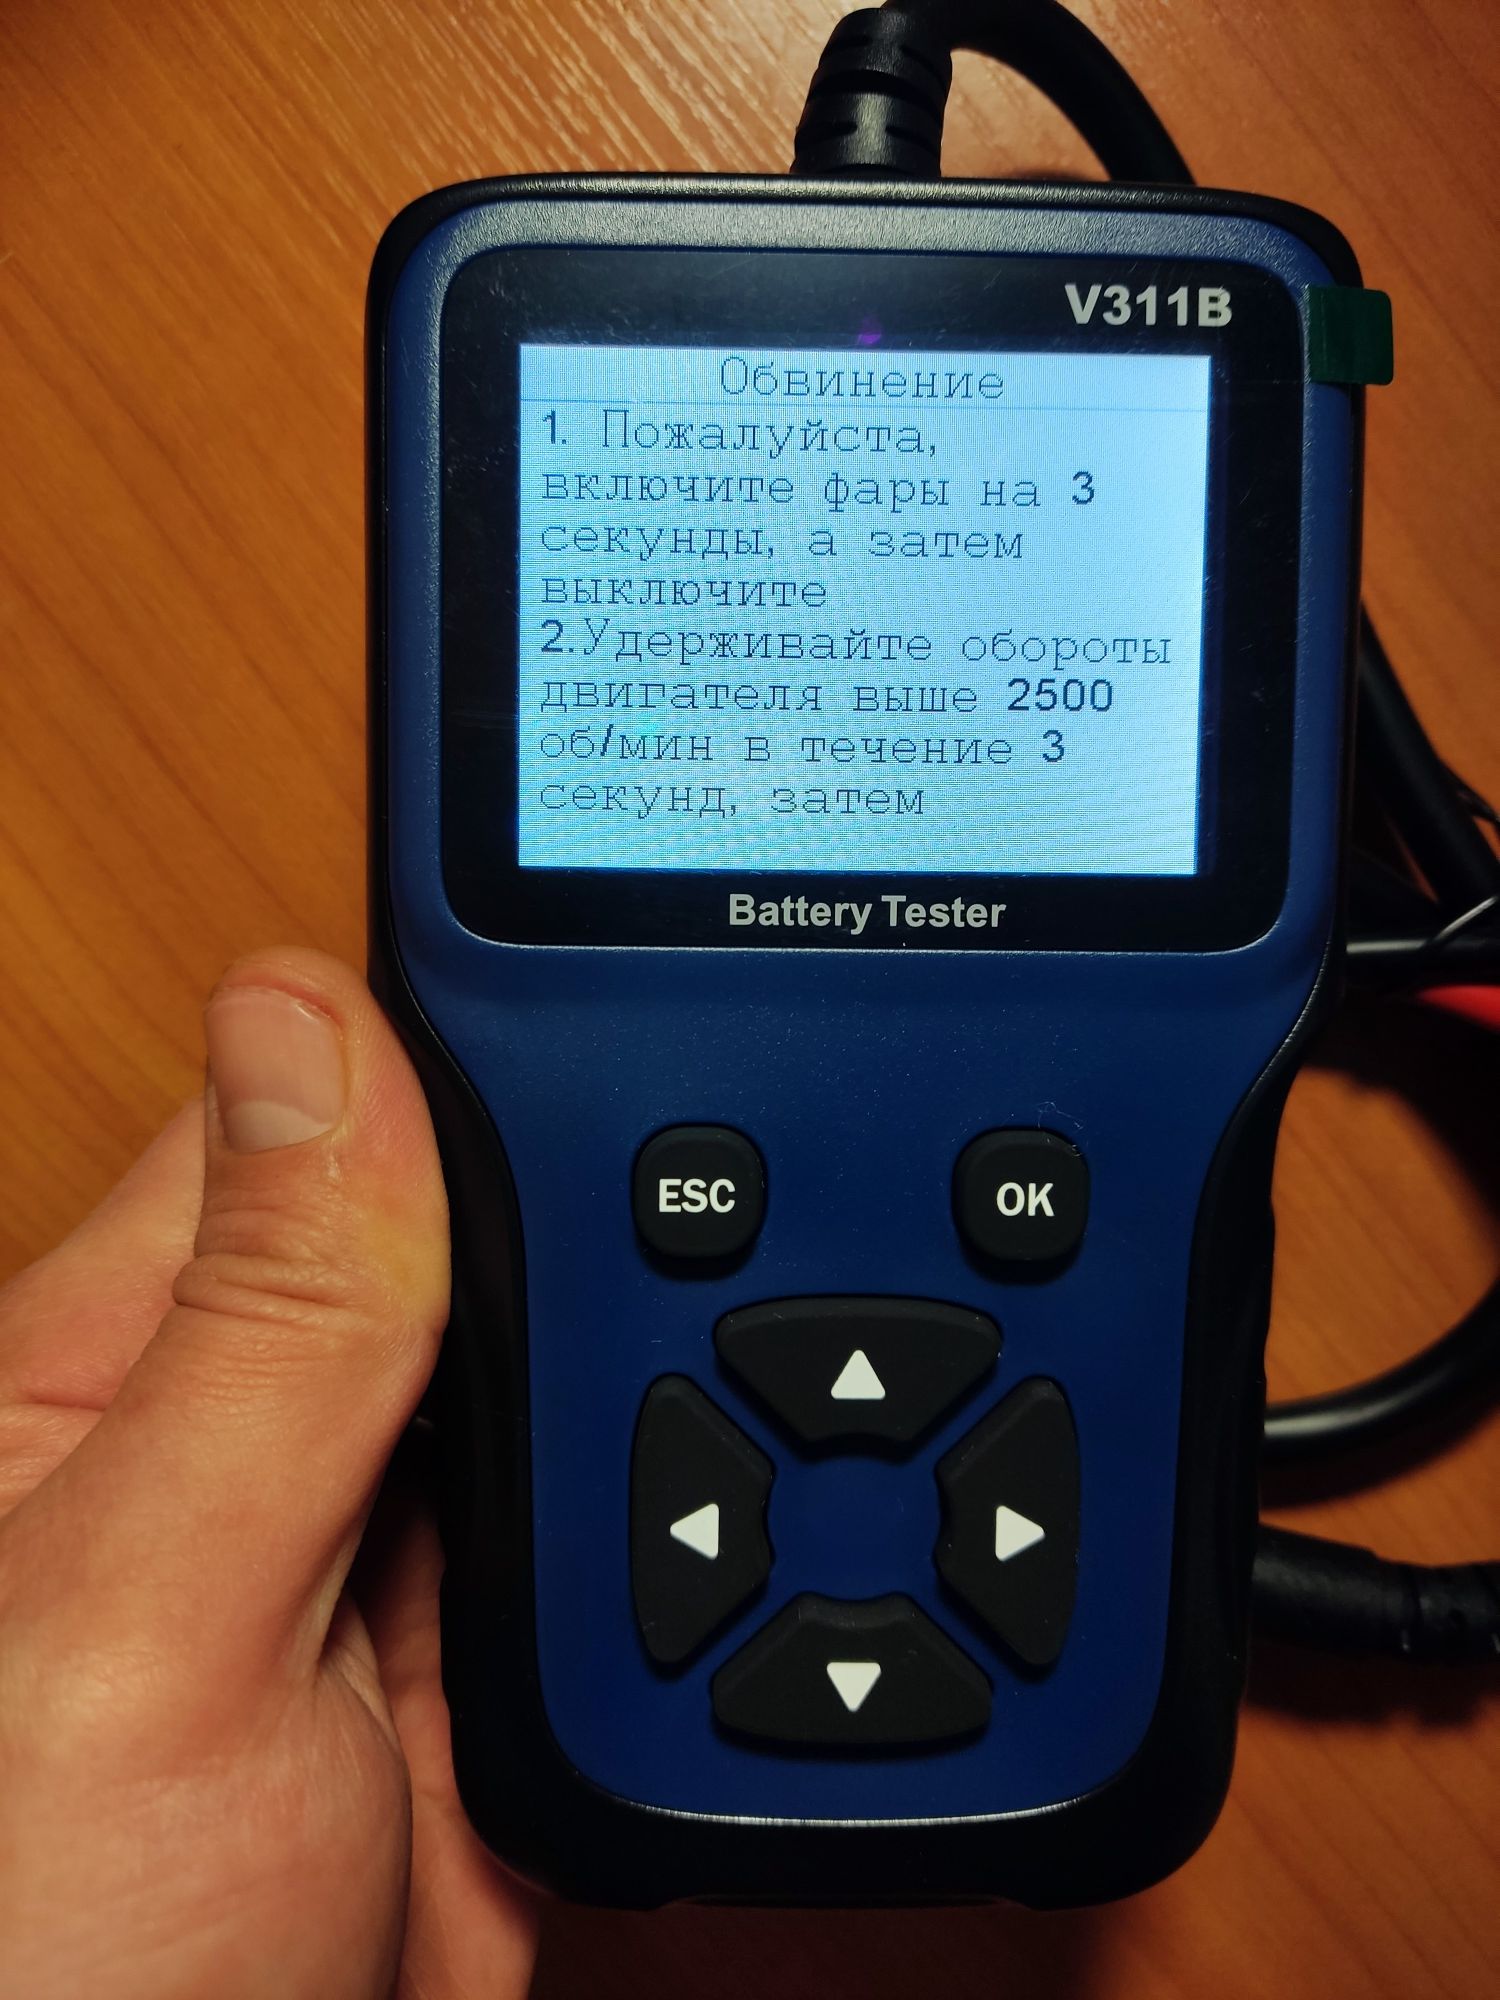 V311B
Обвинение
1. Пожалуйста,
включите фары на 3
секунды, а затем
выключите
2.Удерживайте обороты
двигателя выше 2500
об/мин в течение 3
секунд, затем
Battery Tester
ESC
OK